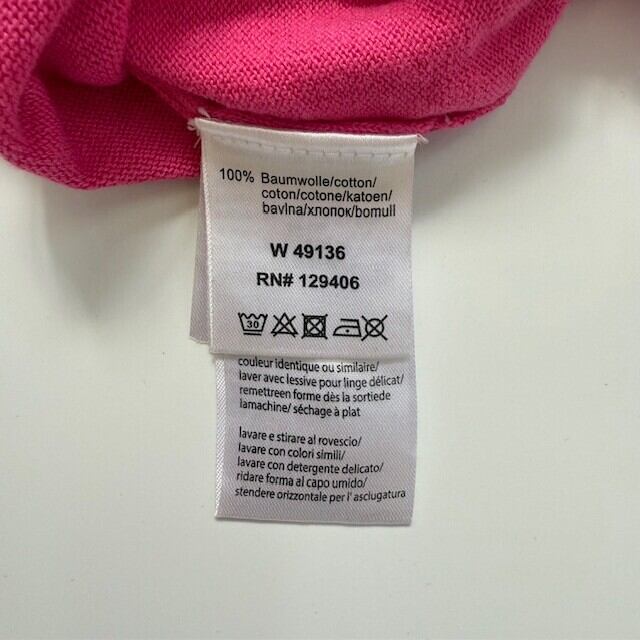 100% Baumwolle/cotton/
coton/cotone/katoen/
bavlna/хлопок/bomull
W 49136
RN# 129406
30
couleur identique ou similaire/
laver avec lessive pour linge délicat/
remettreen forme dès la sortiede
lamachine/ séchage à plat
lavare e stirare al rovescio/
lavare con colori simili/
lavare con detergente delicato/
ridare forma al capo umido/
stendere orizzontale per l' asciugatura